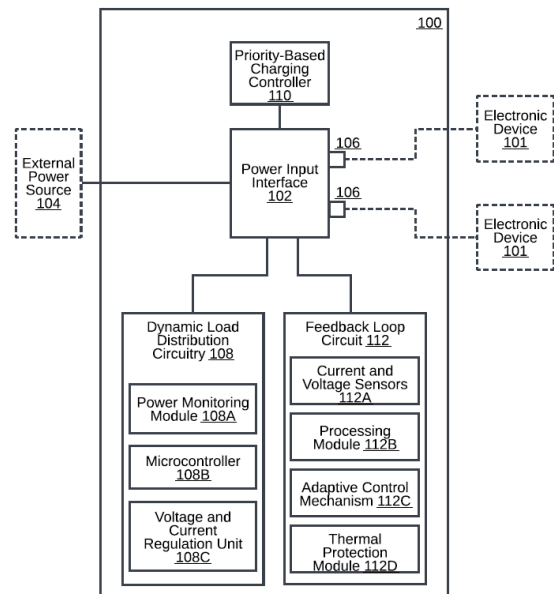 100
Priority-Based
Charging
Controller
110
External
Power
Source
104
Power Input
Interface
102
106
106
Electronic
Device
101
Electronic
Device
101
Dynamic Load
Distribution
Circuitry 108
Power Monitoring
Module 108A
Microcontroller
108B
Voltage and
Current
Regulation Unit
108C
Feedback Loop
Circuit 112
Current and
Voltage Sensors
112A
Processing
Module 112B
Adaptive Control
Mechanism 112C
Thermal
Protection
Module 112D